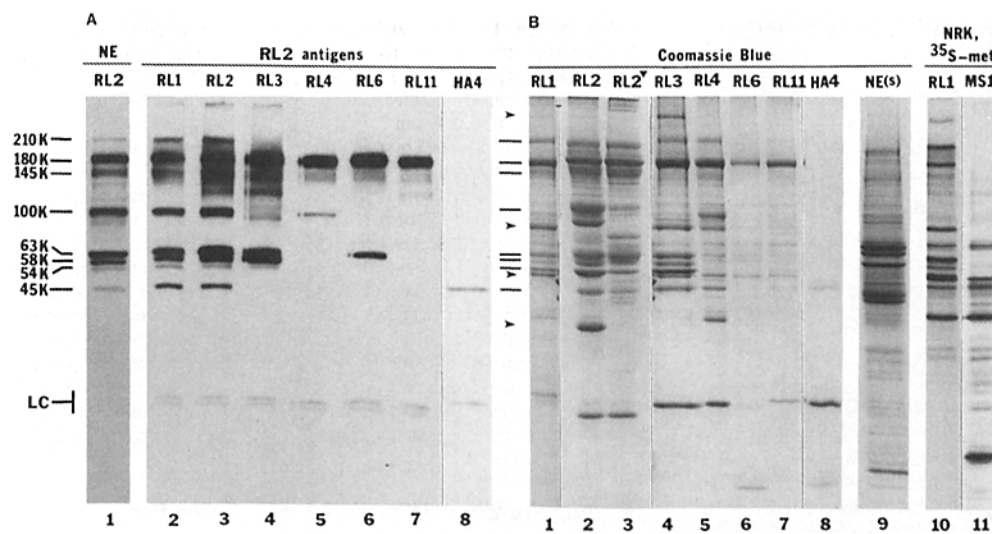 A
NE
RL2 antigens
RL2 RL1 RL2 RL3 RL4 RL6 RL11 HA4
210K
180K
145K
100K
63K
58K
54K
45K
LC
1 2 3 4 5 6 7 8
B
Coomassie Blue
NRK,
35S-met
RL1 RL2 RL2▼ RL3 RL4 RL6 RL11 HA4 NE(s) RL1 MS1
1 2 3 4 5 6 7 8 9 10 11